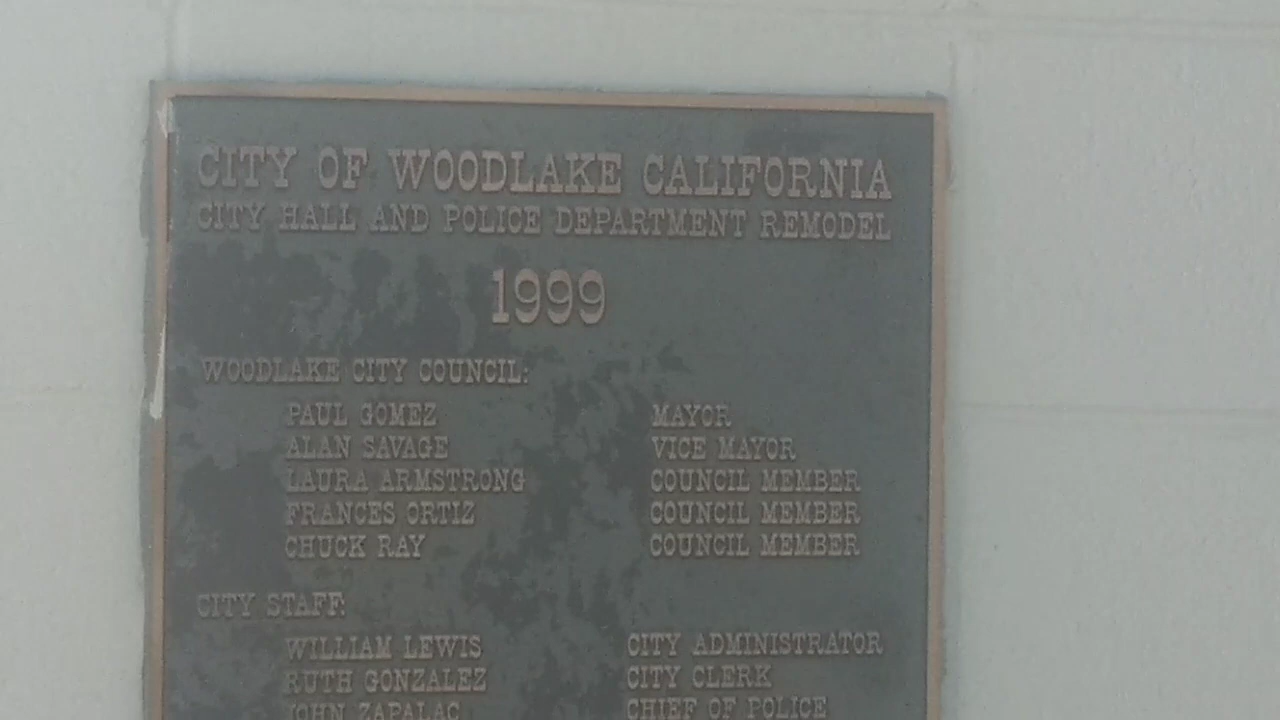 CITY OF WOODLAKE CALIFORNIA
CITY HALL AND POLICE DEPARTMENT REMODEL
1999
WOODLAKE CITY COUNCIL:
PAUL GOMEZ MAYOR
ALAN SAVAGE VICE MAYOR
LAURA ARMSTRONG COUNCIL MEMBER
FRANCES ORTIZ COUNCIL MEMBER
CHUCK RAY COUNCIL MEMBER
CITY STAFF:
WILLIAM LEWIS CITY ADMINISTRATOR
RUTH GONZALEZ CITY CLERK
JOHN ZAPALAC CHIEF OF POLICE